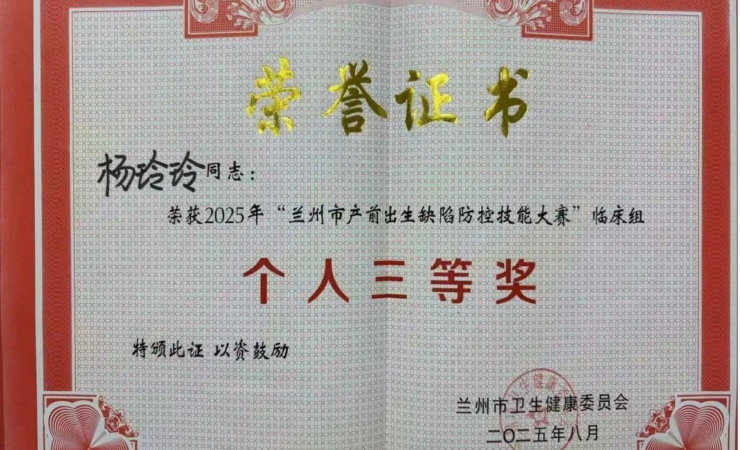 荣誉证书
杨玲玲同志：
荣获2025年“兰州市产前出生缺陷防控技能大赛”临床组
个人三等奖
特颁此证 以资鼓励
兰州市卫生健康委员会
二〇二五年八月